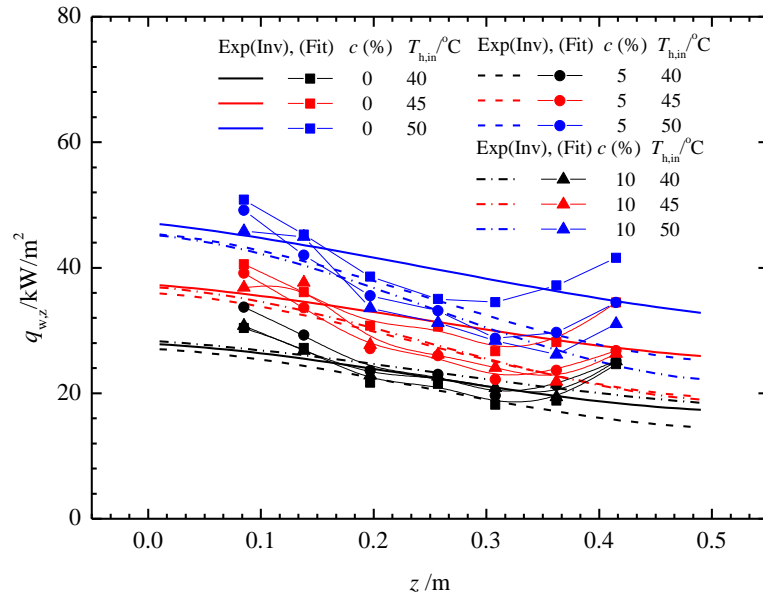 80
60
40
20
0
q_w,z/kW/m²
Exp(Inv), (Fit) c (%) T_h,in/°C
0 40
0 45
0 50
Exp(Inv), (Fit) c (%) T_h,in/°C
5 40
5 45
5 50
Exp(Inv), (Fit) c (%) T_h,in/°C
10 40
10 45
10 50
0.0 0.1 0.2 0.3 0.4 0.5
z /m